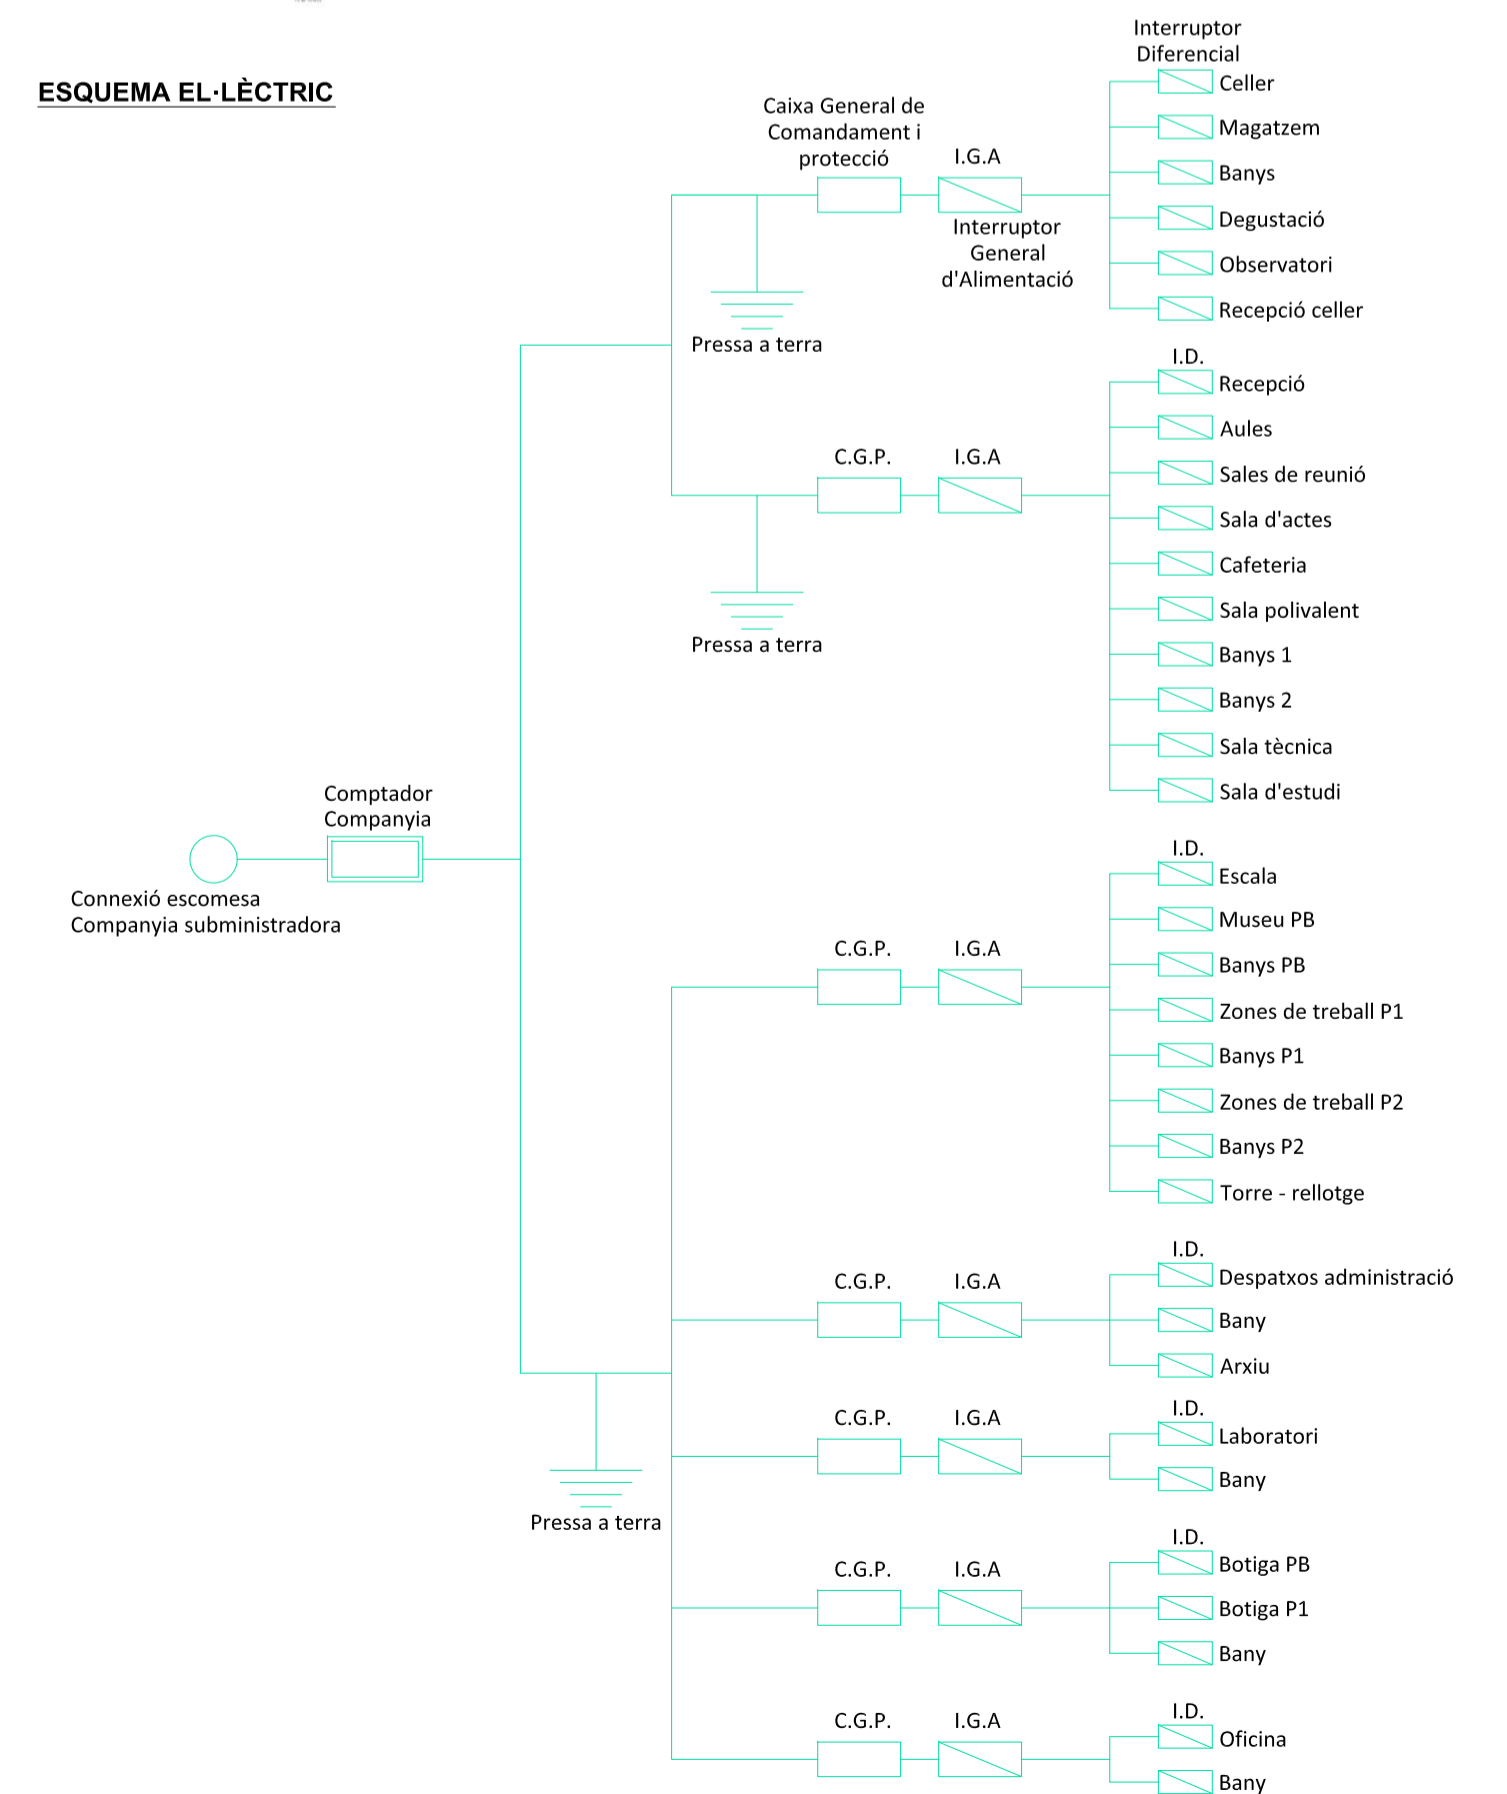 ESQUEMA EL·LÈCTRIC
Interruptor
Diferencial
Celler
Caixa General de
Comandament i
protecció
I.G.A
Magatzem
Banys
Degustació
Interruptor
General
d'Alimentació
Observatori
Recepció celler
Pressa a terra
I.D.
Recepció
Aules
C.G.P.
I.G.A
Sales de reunió
Sala d'actes
Cafeteria
Sala polivalent
Pressa a terra
Banys 1
Banys 2
Sala tècnica
Sala d'estudi
Comptador
Companyia
Connexió escomesa
Companyia subministradora
I.D.
Escala
Museu PB
C.G.P.
I.G.A
Banys PB
Zones de treball P1
Banys P1
Zones de treball P2
Banys P2
Torre - rellotge
I.D.
Despatxos administració
C.G.P.
I.G.A
Bany
Arxiu
I.D.
C.G.P.
I.G.A
Laboratori
Bany
Pressa a terra
I.D.
Botiga PB
C.G.P.
I.G.A
Botiga P1
Bany
I.D.
C.G.P.
I.G.A
Oficina
Bany